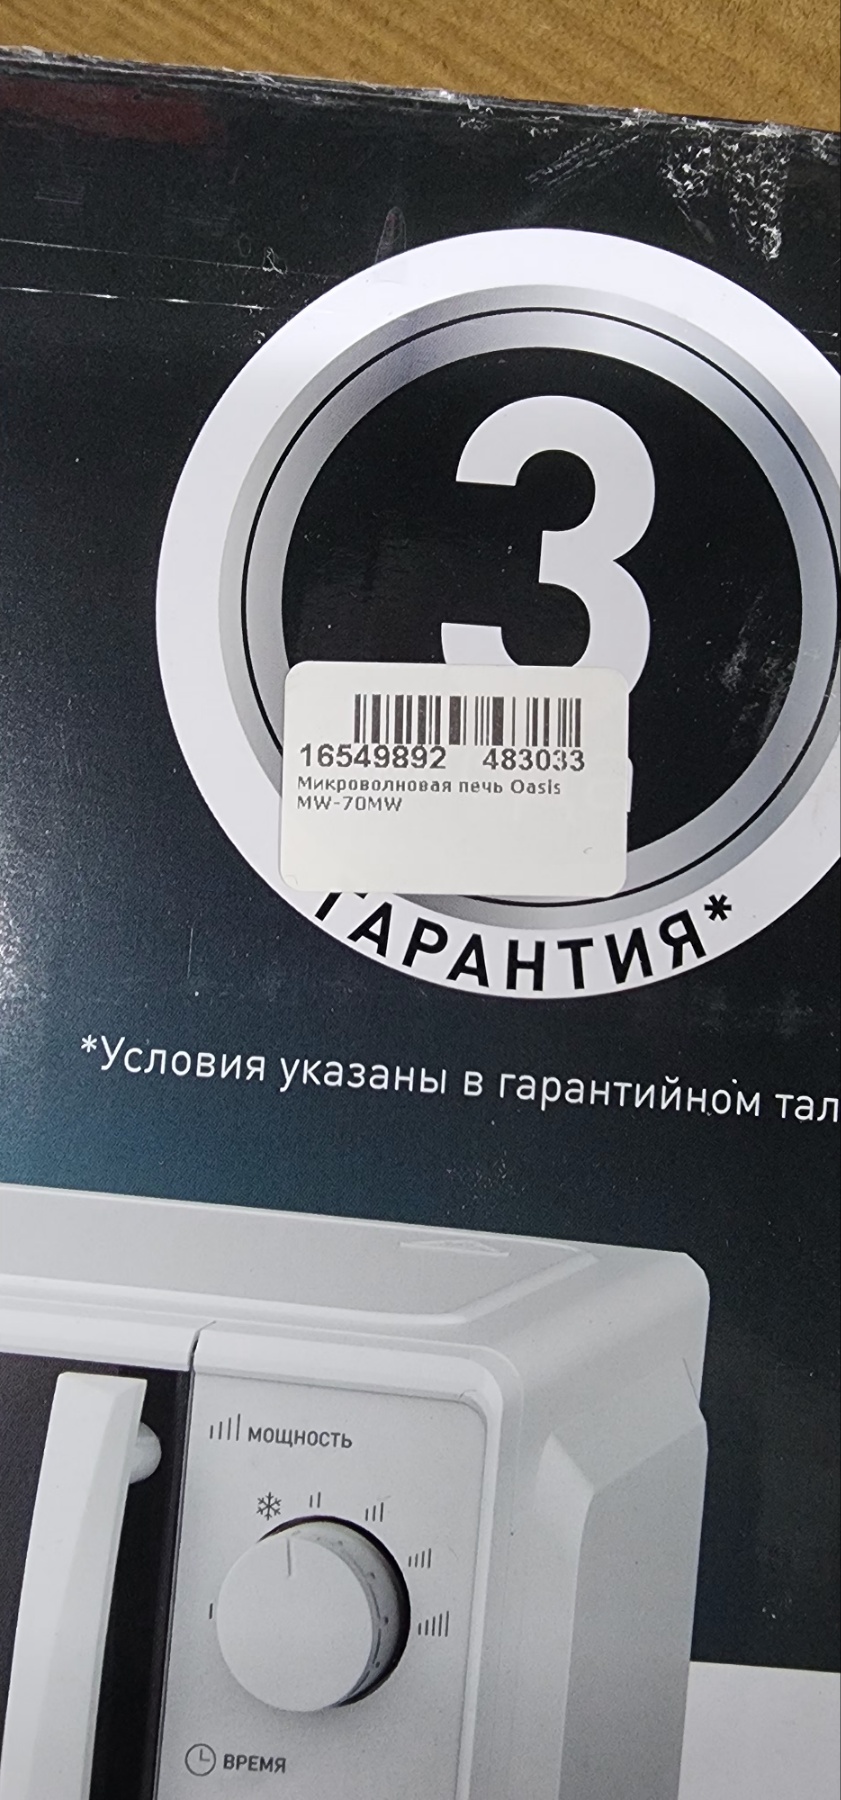 3
16549892 483033
Микроволновая печь Oasis
MW-70MW
ГАРАНТИЯ*
*Условия указаны в гарантийном тал
МОЩНОСТЬ
ВРЕМЯ